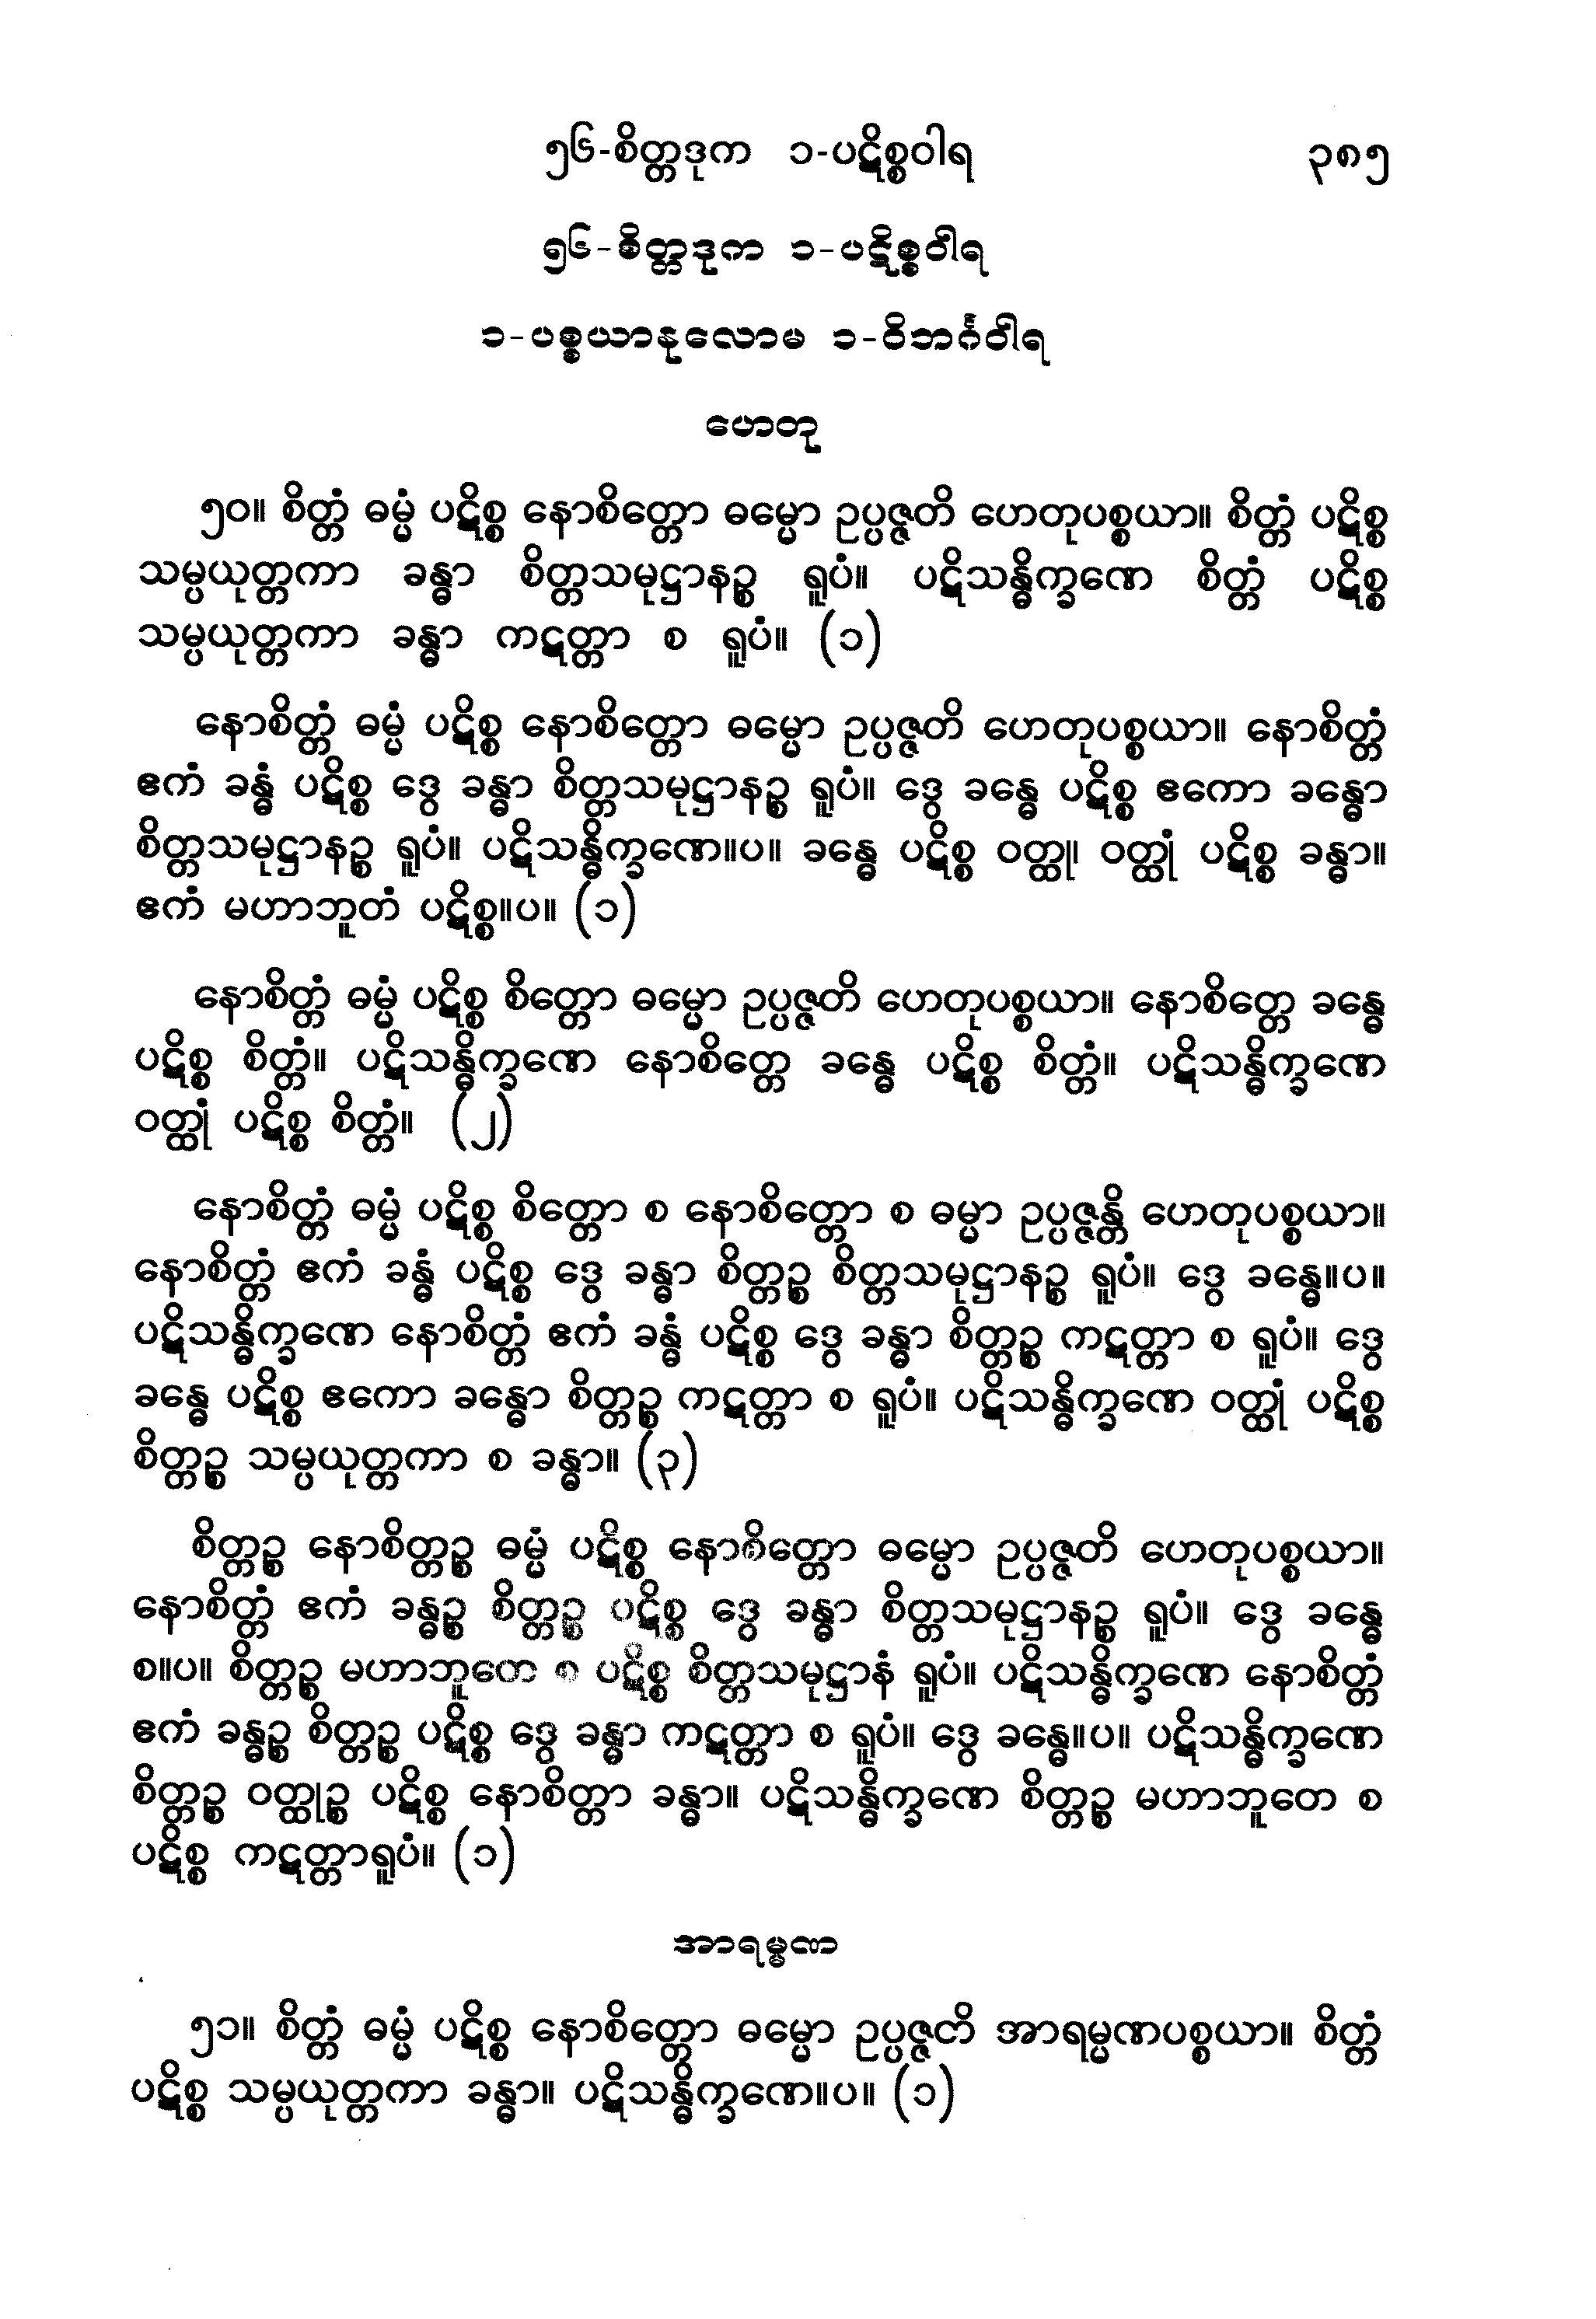 ၅၆-စိတ္တဒုက ၁-ပဋိစ္စဝါရ ၃၈၅
၅၆-စိတ္တဒုက ၁-ပဋိစ္စဝါရ
၁-ပစ္စယာနုလောမ ၁-ဝိဘင်္ဂဝါရ
ဟေတု
၅၀။ စိတ္တံ ဓမ္မံ ပဋိစ္စ နောစိတ္တော ဓမ္မော ဥပ္ပဇ္ဇတိ ဟေတုပစ္စယာ။ စိတ္တံ ပဋိစ္စ
သမ္ပယုတ္တကာ ခန္ဓာ စိတ္တသမုဋ္ဌာနဉ္စ ရူပံ။ ပဋိသန္ဓိက္ခဏေ စိတ္တံ ပဋိစ္စ
သမ္ပယုတ္တကာ ခန္ဓာ ကဋတ္တာ စ ရူပံ။ (၁)
နောစိတ္တံ ဓမ္မံ ပဋိစ္စ နောစိတ္တော ဓမ္မော ဥပ္ပဇ္ဇတိ ဟေတုပစ္စယာ။ နောစိတ္တံ
ဧကံ ခန္ဓံ ပဋိစ္စ ဒွေ ခန္ဓာ စိတ္တသမုဋ္ဌာနဉ္စ ရူပံ။ ဒွေ ခန္ဓေ ပဋိစ္စ ဧကော ခန္ဓော
စိတ္တသမုဋ္ဌာနဉ္စ ရူပံ။ ပဋိသန္ဓိက္ခဏေ။ပ။ ခန္ဓေ ပဋိစ္စ ဝတ္ထု၊ ဝတ္ထုံ ပဋိစ္စ ခန္ဓာ။
ဧကံ မဟာဘူတံ ပဋိစ္စ။ပ။ (၁)
နောစိတ္တံ ဓမ္မံ ပဋိစ္စ စိတ္တော ဓမ္မော ဥပ္ပဇ္ဇတိ ဟေတုပစ္စယာ။ နောစိတ္တေ ခန္ဓေ
ပဋိစ္စ စိတ္တံ။ ပဋိသန္ဓိက္ခဏေ နောစိတ္တေ ခန္ဓေ ပဋိစ္စ စိတ္တံ။ ပဋိသန္ဓိက္ခဏေ
ဝတ္ထုံ ပဋိစ္စ စိတ္တံ။ (၂)
နောစိတ္တံ ဓမ္မံ ပဋိစ္စ စိတ္တော စ နောစိတ္တော စ ဓမ္မာ ဥပ္ပဇ္ဇန္တိ ဟေတုပစ္စယာ။
နောစိတ္တံ ဧကံ ခန္ဓံ ပဋိစ္စ ဒွေ ခန္ဓာ စိတ္တဉ္စ စိတ္တသမုဋ္ဌာနဉ္စ ရူပံ။ ဒွေ ခန္ဓေ။ပ။
ပဋိသန္ဓိက္ခဏေ နောစိတ္တံ ဧကံ ခန္ဓံ ပဋိစ္စ ဒွေ ခန္ဓာ စိတ္တဉ္စ ကဋတ္တာ စ ရူပံ။ ဒွေ
ခန္ဓေ ပဋိစ္စ ဧကော ခန္ဓော စိတ္တဉ္စ ကဋတ္တာ စ ရူပံ။ ပဋိသန္ဓိက္ခဏေ ဝတ္ထုံ ပဋိစ္စ
စိတ္တဉ္စ သမ္ပယုတ္တကာ စ ခန္ဓာ။ (၃)
စိတ္တဉ္စ နောစိတ္တဉ္စ ဓမ္မံ ပဋိစ္စ နောစိတ္တော ဓမ္မော ဥပ္ပဇ္ဇတိ ဟေတုပစ္စယာ။
နောစိတ္တံ ဧကံ ခန္ဓဉ္စ စိတ္တဉ္စ ပဋိစ္စ ဒွေ ခန္ဓာ စိတ္တသမုဋ္ဌာနဉ္စ ရူပံ။ ဒွေ ခန္ဓေ
စ။ပ။ စိတ္တဉ္စ မဟာဘူတေ စ ပဋိစ္စ စိတ္တသမုဋ္ဌာနံ ရူပံ။ ပဋိသန္ဓိက္ခဏေ နောစိတ္တံ
ဧကံ ခန္ဓဉ္စ စိတ္တဉ္စ ပဋိစ္စ ဒွေ ခန္ဓာ ကဋတ္တာ စ ရူပံ။ ဒွေ ခန္ဓေ။ပ။ ပဋိသန္ဓိက္ခဏေ
စိတ္တဉ္စ ဝတ္ထုဉ္စ ပဋိစ္စ နောစိတ္တာ ခန္ဓာ။ ပဋိသန္ဓိက္ခဏေ စိတ္တဉ္စ မဟာဘူတေ စ
ပဋိစ္စ ကဋတ္တာရူပံ။ (၁)
အာရမ္မဏ
၅၁။ စိတ္တံ ဓမ္မံ ပဋိစ္စ နောစိတ္တော ဓမ္မော ဥပ္ပဇ္ဇတိ အာရမ္မဏပစ္စယာ။ စိတ္တံ
ပဋိစ္စ သမ္ပယုတ္တကာ ခန္ဓာ။ ပဋိသန္ဓိက္ခဏေ။ပ။ (၁)